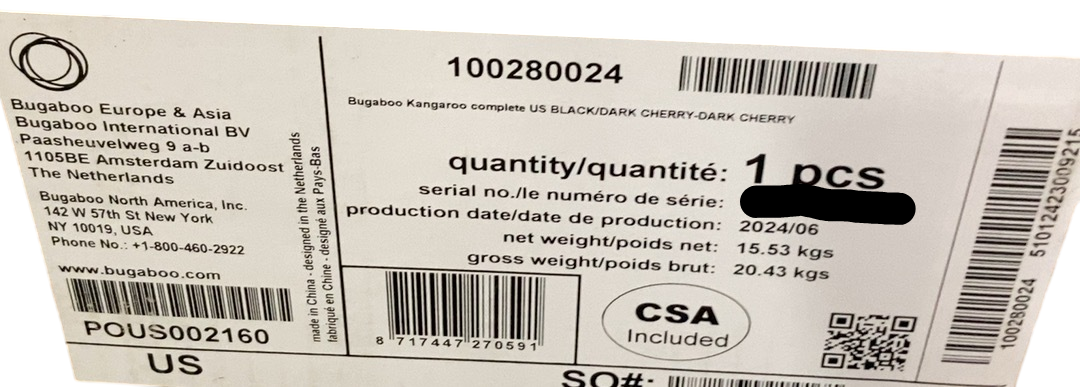 Bugaboo Europe & Asia
Bugaboo International BV
Paasheuvelweg 9 a-b
1105BE Amsterdam Zuidoost
The Netherlands
Bugaboo North America, Inc.
142 W 57th St New York
NY 10019, USA
Phone No.: +1-800-460-2922
www.bugaboo.com
POUS002160
US
made in China - designed in the Netherlands
fabriqué en Chine - designé aux Pays-Bas
100280024
Bugaboo Kangaroo complete US BLACK/DARK CHERRY-DARK CHERRY
quantity/quantité: 1 pcs
serial no./le numéro de série:
production date/date de production: 2024/06
net weight/poids net: 15.53 kgs
gross weight/poids brut: 20.43 kgs
8 717447 270591
CSA
Included
SO#:
100280024 51012423009215